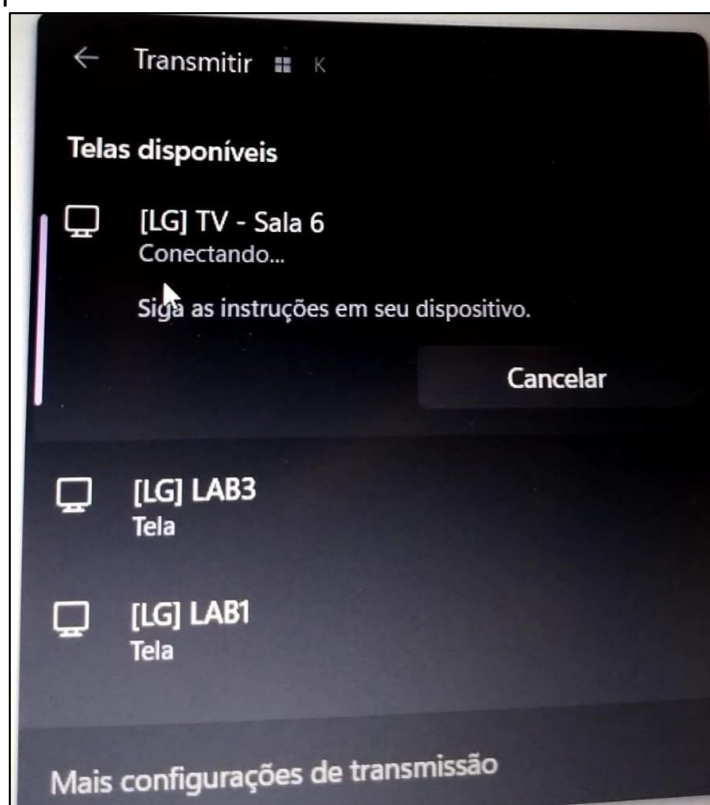 Transmitir K
Telas disponíveis
[LG] TV - Sala 6
Conectando...
Siga as instruções em seu dispositivo.
Cancelar
[LG] LAB3
Tela
[LG] LAB1
Tela
Mais configurações de transmissão